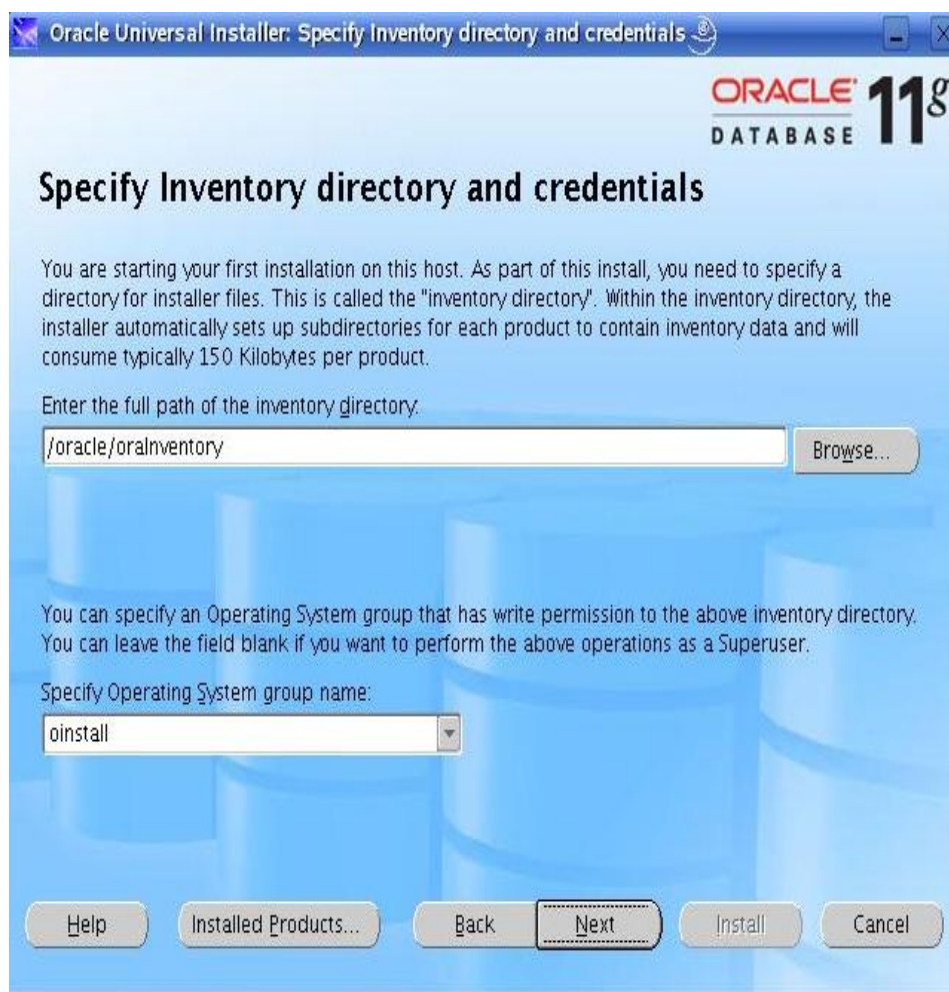 Oracle Universal Installer: Specify Inventory directory and credentials
ORACLE 11g
DATABASE
Specify Inventory directory and credentials
You are starting your first installation on this host. As part of this install, you need to specify a
directory for installer files. This is called the "inventory directory". Within the inventory directory, the
installer automatically sets up subdirectories for each product to contain inventory data and will
consume typically 150 Kilobytes per product.
Enter the full path of the inventory directory:
/oracle/oraInventory
Browse...
You can specify an Operating System group that has write permission to the above inventory directory.
You can leave the field blank if you want to perform the above operations as a Superuser.
Specify Operating System group name:
oinstall
Help Installed Products... Back Next Install Cancel